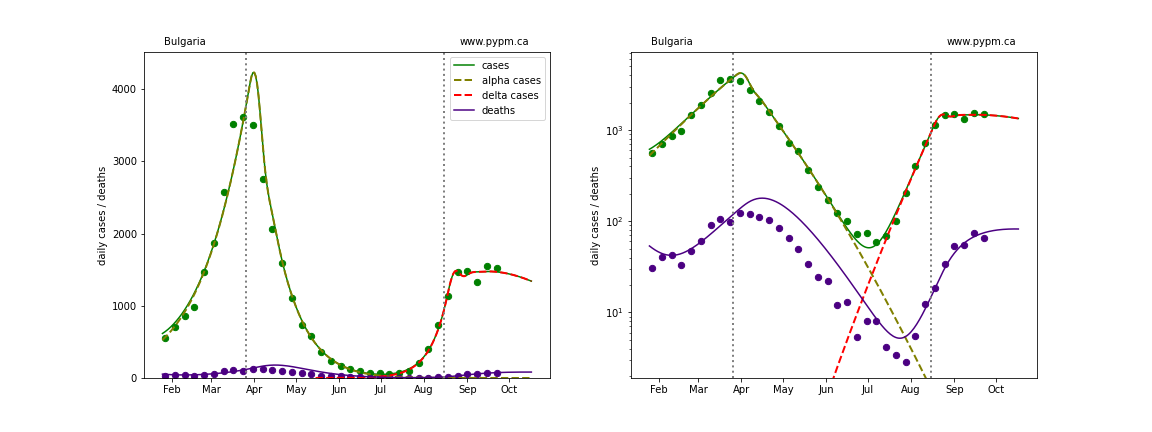 Bulgaria www.pypm.ca
cases
alpha cases
delta cases
deaths
daily cases / deaths
4000
3000
2000
1000
0
Feb Mar Apr May Jun Jul Aug Sep Oct
Bulgaria www.pypm.ca
daily cases / deaths
10³
10²
10¹
Feb Mar Apr May Jun Jul Aug Sep Oct